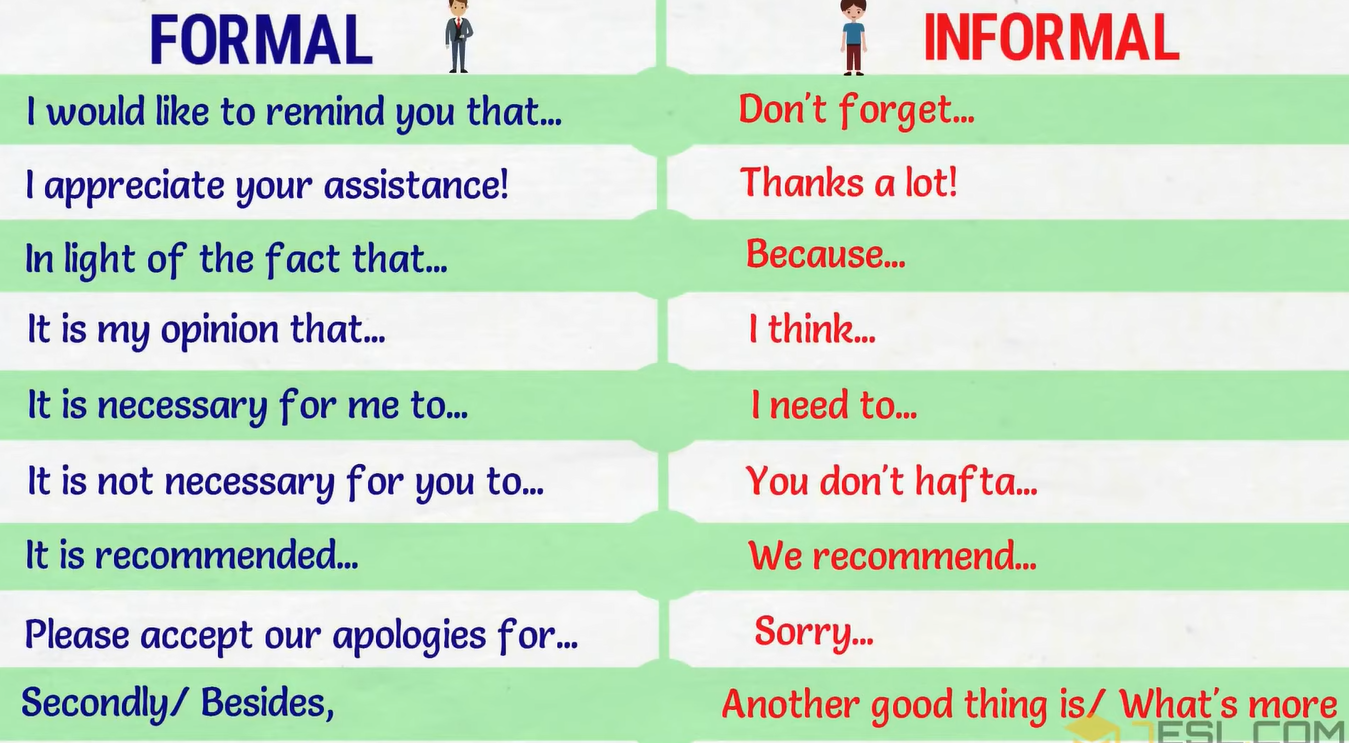 FORMAL INFORMAL
I would like to remind you that... Don't forget...
I appreciate your assistance! Thanks a lot!
In light of the fact that... Because...
It is my opinion that... I think...
It is necessary for me to... I need to...
It is not necessary for you to... You don't hafta...
It is recommended... We recommend...
Please accept our apologies for... Sorry...
Secondly/ Besides, Another good thing is/ What's more
7ESL.COM